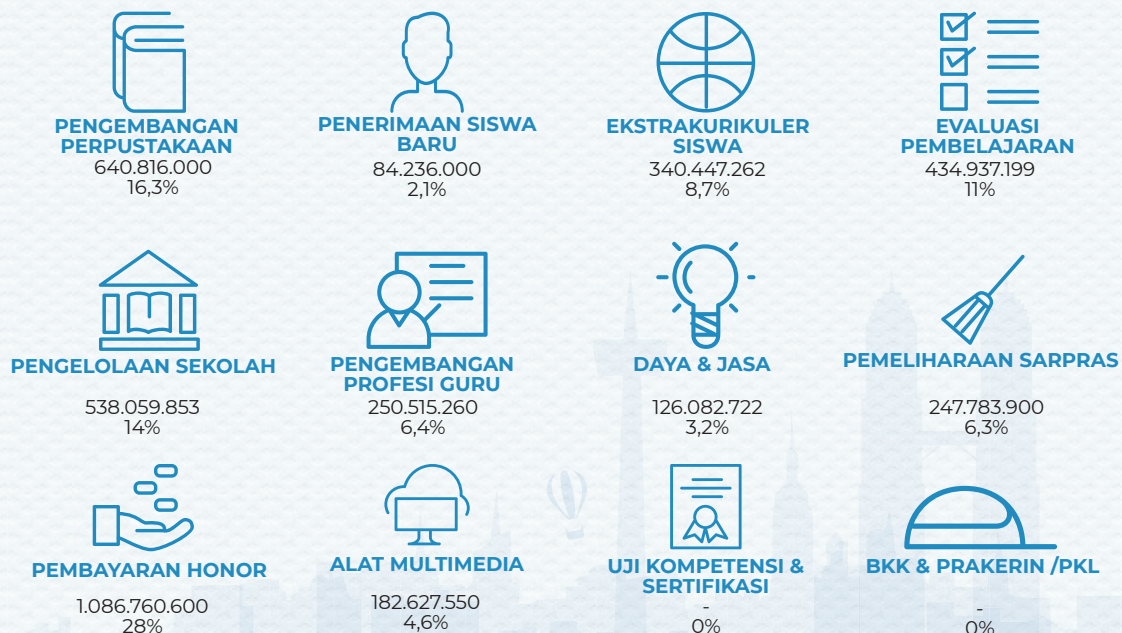 PENGEMBANGAN
PERPUSTAKAAN
640.816.000
16,3%
PENERIMAAN SISWA
BARU
84.236.000
2,1%
EKSTRAKURIKULER
SISWA
340.447.262
8,7%
EVALUASI
PEMBELAJARAN
434.937.199
11%
PENGELOLAAN SEKOLAH
538.059.853
14%
PENGEMBANGAN
PROFESI GURU
250.515.260
6,4%
DAYA & JASA
126.082.722
3,2%
PEMELIHARAAN SARPRAS
247.783.900
6,3%
PEMBAYARAN HONOR
1.086.760.600
28%
ALAT MULTIMEDIA
182.627.550
4,6%
UJI KOMPETENSI &
SERTIFIKASI
-
0%
BKK & PRAKERIN /PKL
-
0%